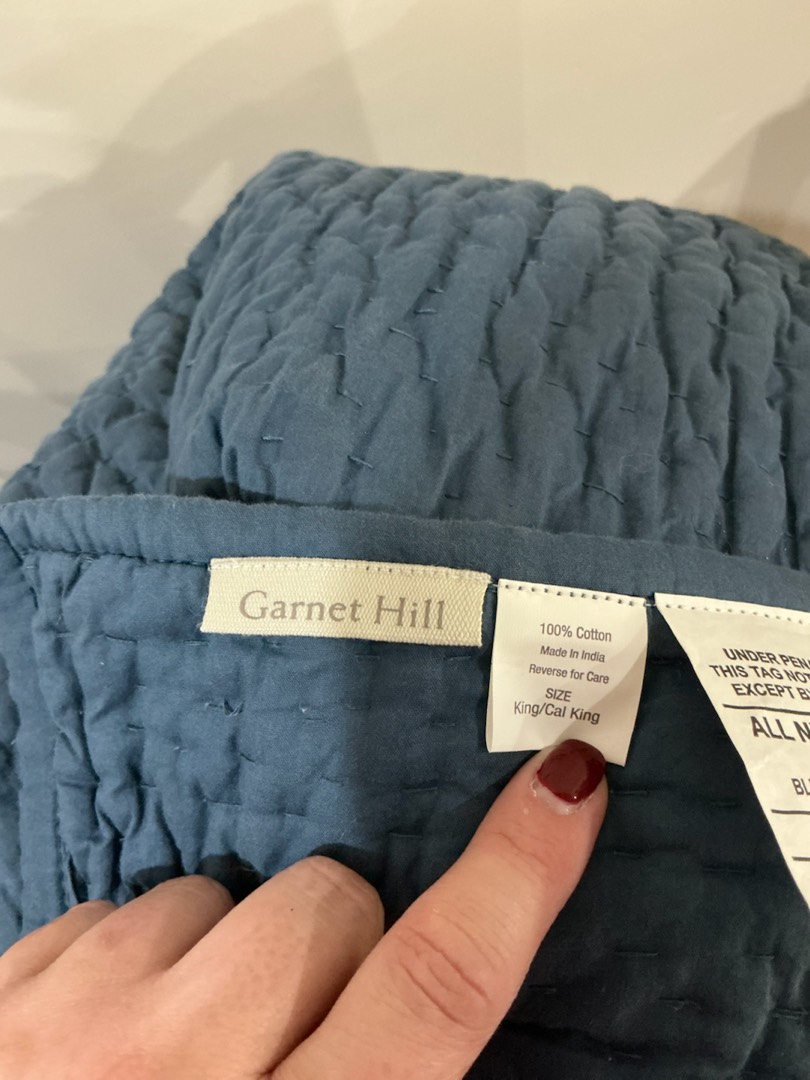 Garnet Hill
100% Cotton
Made In India
Reverse for Care
SIZE
King/Cal King
UNDER
THIS TAG NOT
EXCEPT
ALL